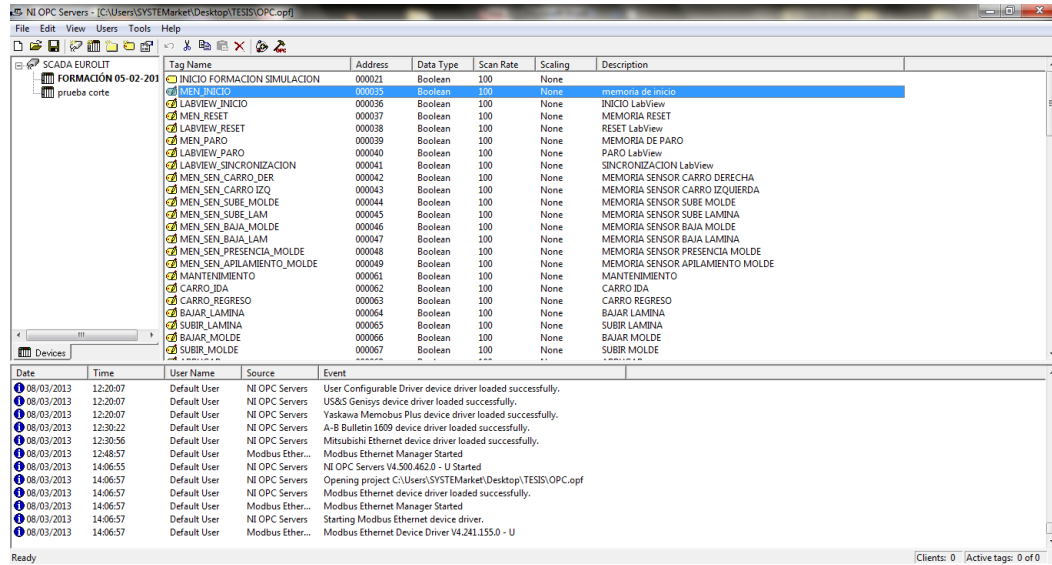 NI OPC Servers - [C:\Users\SYSTEMarket\Desktop\TESIS\OPC.opf]
File Edit View Users Tools Help
SCADA EUROLIT
FORMACIÓN 05-02-201
prueba corte
Devices
Tag Name Address Data Type Scan Rate Scaling Description
INICIO FORMACION SIMULACION 000021 Boolean 100 None
MEN_INICIO 000035 Boolean 100 None memoria de inicio
LABVIEW_INICIO 000036 Boolean 100 None INICIO LabView
MEN_RESET 000037 Boolean 100 None MEMORIA RESET
LABVIEW_RESET 000038 Boolean 100 None RESET LabView
MEN_PARO 000039 Boolean 100 None MEMORIA DE PARO
LABVIEW_PARO 000040 Boolean 100 None PARO LabView
LABVIEW_SINCRONIZACION 000041 Boolean 100 None SINCRONIZACION LabView
MEN_SEN_CARRO_DER 000042 Boolean 100 None MEMORIA SENSOR CARRO DERECHA
MEN_SEN_CARRO IZQ 000043 Boolean 100 None MEMORIA SENSOR CARRO IZQUIERDA
MEN_SEN_SUBE_MOLDE 000044 Boolean 100 None MEMORIA SENSOR SUBE MOLDE
MEN_SEN_SUBE_LAM 000045 Boolean 100 None MEMORIA SENSOR SUBE LAMINA
MEN_SEN_BAJA_MOLDE 000046 Boolean 100 None MEMORIA SENSOR BAJA MOLDE
MEN_SEN_BAJA_LAM 000047 Boolean 100 None MEMORIA SENSOR BAJA LAMINA
MEN_SEN_PRESENCIA_MOLDE 000048 Boolean 100 None MEMORIA SENSOR PRESENCIA MOLDE
MEN_SEN_APILAMIENTO_MOLDE 000049 Boolean 100 None MEMORIA SENSOR APILAMIENTO MOLDE
MANTENIMIENTO 000061 Boolean 100 None MANTENIMIENTO
CARRO_IDA 000062 Boolean 100 None CARRO IDA
CARRO_REGRESO 000063 Boolean 100 None CARRO REGRESO
BAJAR_LAMINA 000064 Boolean 100 None BAJAR LAMINA
SUBIR_LAMINA 000065 Boolean 100 None SUBIR LAMINA
BAJAR_MOLDE 000066 Boolean 100 None BAJAR MOLDE
SUBIR_MOLDE 000067 Boolean 100 None SUBIR MOLDE
Date Time User Name Source Event
08/03/2013 12:20:07 Default User NI OPC Servers User Configurable Driver device driver loaded successfully.
08/03/2013 12:20:07 Default User NI OPC Servers US&S Genisys device driver loaded successfully.
08/03/2013 12:20:07 Default User NI OPC Servers Yaskawa Memobus Plus device driver loaded successfully.
08/03/2013 12:30:22 Default User NI OPC Servers A-B Bulletin 1609 device driver loaded successfully.
08/03/2013 12:30:56 Default User NI OPC Servers Mitsubishi Ethernet device driver loaded successfully.
08/03/2013 12:48:57 Default User Modbus Ether... Modbus Ethernet Manager Started
08/03/2013 14:06:55 Default User NI OPC Servers NI OPC Servers V4.500.462.0 - U Started
08/03/2013 14:06:57 Default User NI OPC Servers Opening project C:\Users\SYSTEMarket\Desktop\TESIS\OPC.opf
08/03/2013 14:06:57 Default User NI OPC Servers Modbus Ethernet device driver loaded successfully.
08/03/2013 14:06:57 Default User Modbus Ether... Modbus Ethernet Manager Started
08/03/2013 14:06:57 Default User NI OPC Servers Starting Modbus Ethernet device driver.
08/03/2013 14:06:57 Default User Modbus Ether... Modbus Ethernet Device Driver V4.241.155.0 - U
Ready Clients: 0 Active tags: 0 of 0